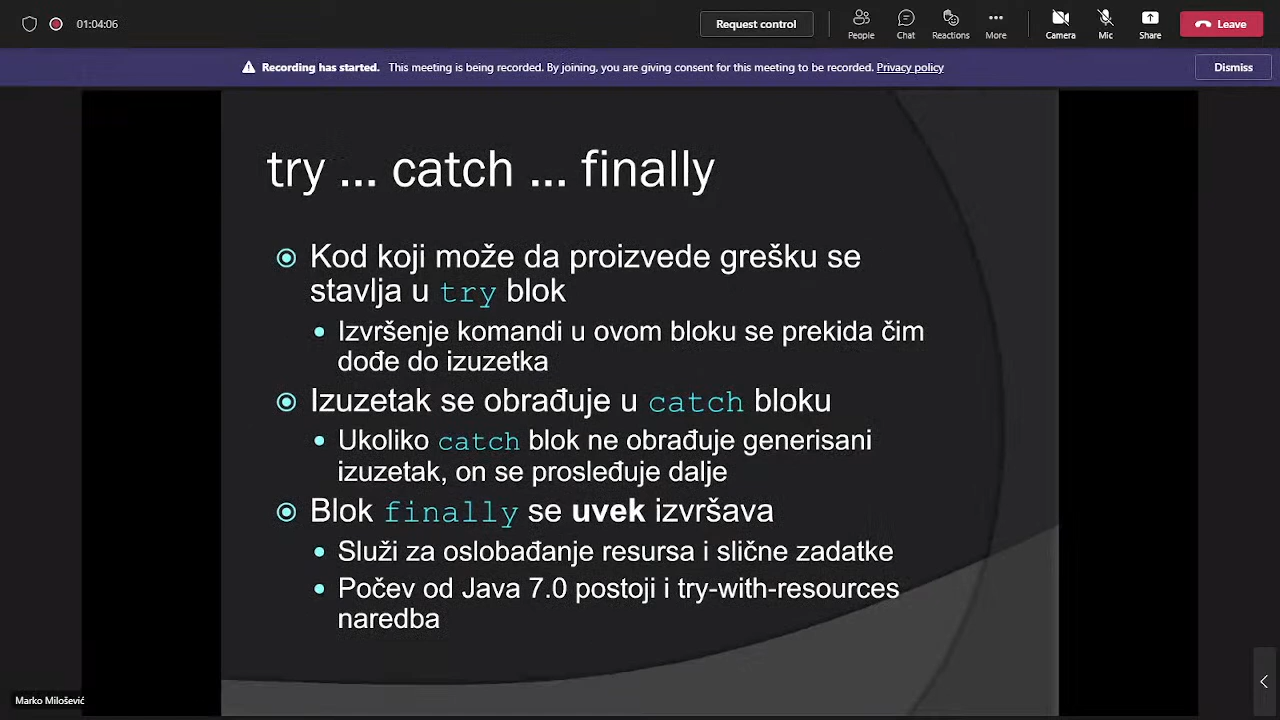 01:04:06
Request control
People
Chat
Reactions
More
Camera
Mic
Share
Leave
Recording has started. This meeting is being recorded. By joining, you are giving consent for this meeting to be recorded. Privacy policy
Dismiss
try ... catch ... finally
Kod koji može da proizvede grešku se
stavlja u try blok
Izvršenje komandi u ovom bloku se prekida čim
dođe do izuzetka
Izuzetak se obrađuje u catch bloku
Ukoliko catch blok ne obrađuje generisani
izuzetak, on se prosleđuje dalje
Blok finally se uvek izvršava
Služi za oslobađanje resursa i slične zadatke
Počev od Java 7.0 postoji i try-with-resources
naredba
Marko Milošević